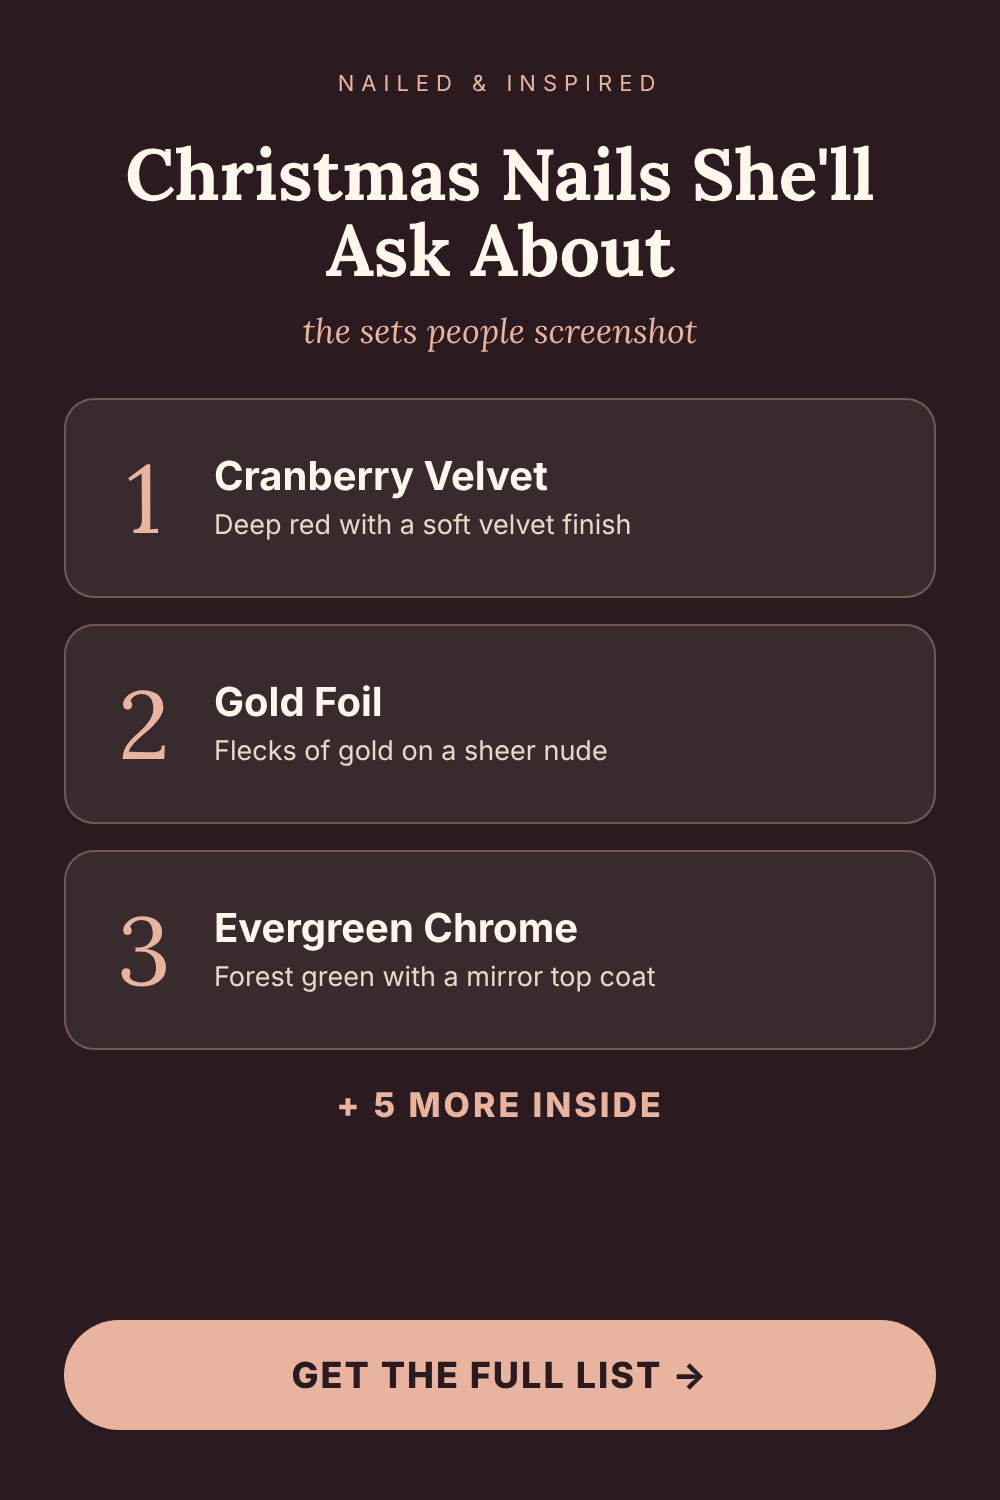 NAILED & INSPIRED
Christmas Nails She'll
Ask About
the sets people screenshot
1
Cranberry Velvet
Deep red with a soft velvet finish
2
Gold Foil
Flecks of gold on a sheer nude
3
Evergreen Chrome
Forest green with a mirror top coat
+ 5 MORE INSIDE
GET THE FULL LIST →